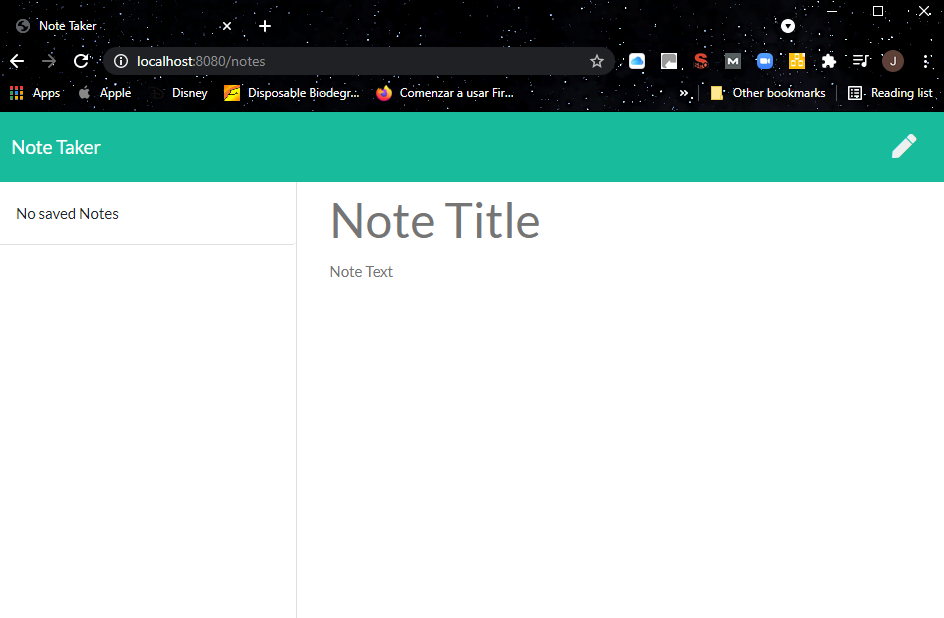 Note Taker
localhost:8080/notes
J
Apps Apple Disney Disposable Biodegr... Comenzar a usar Fir... » Other bookmarks Reading list
Note Taker
No saved Notes
Note Title
Note Text